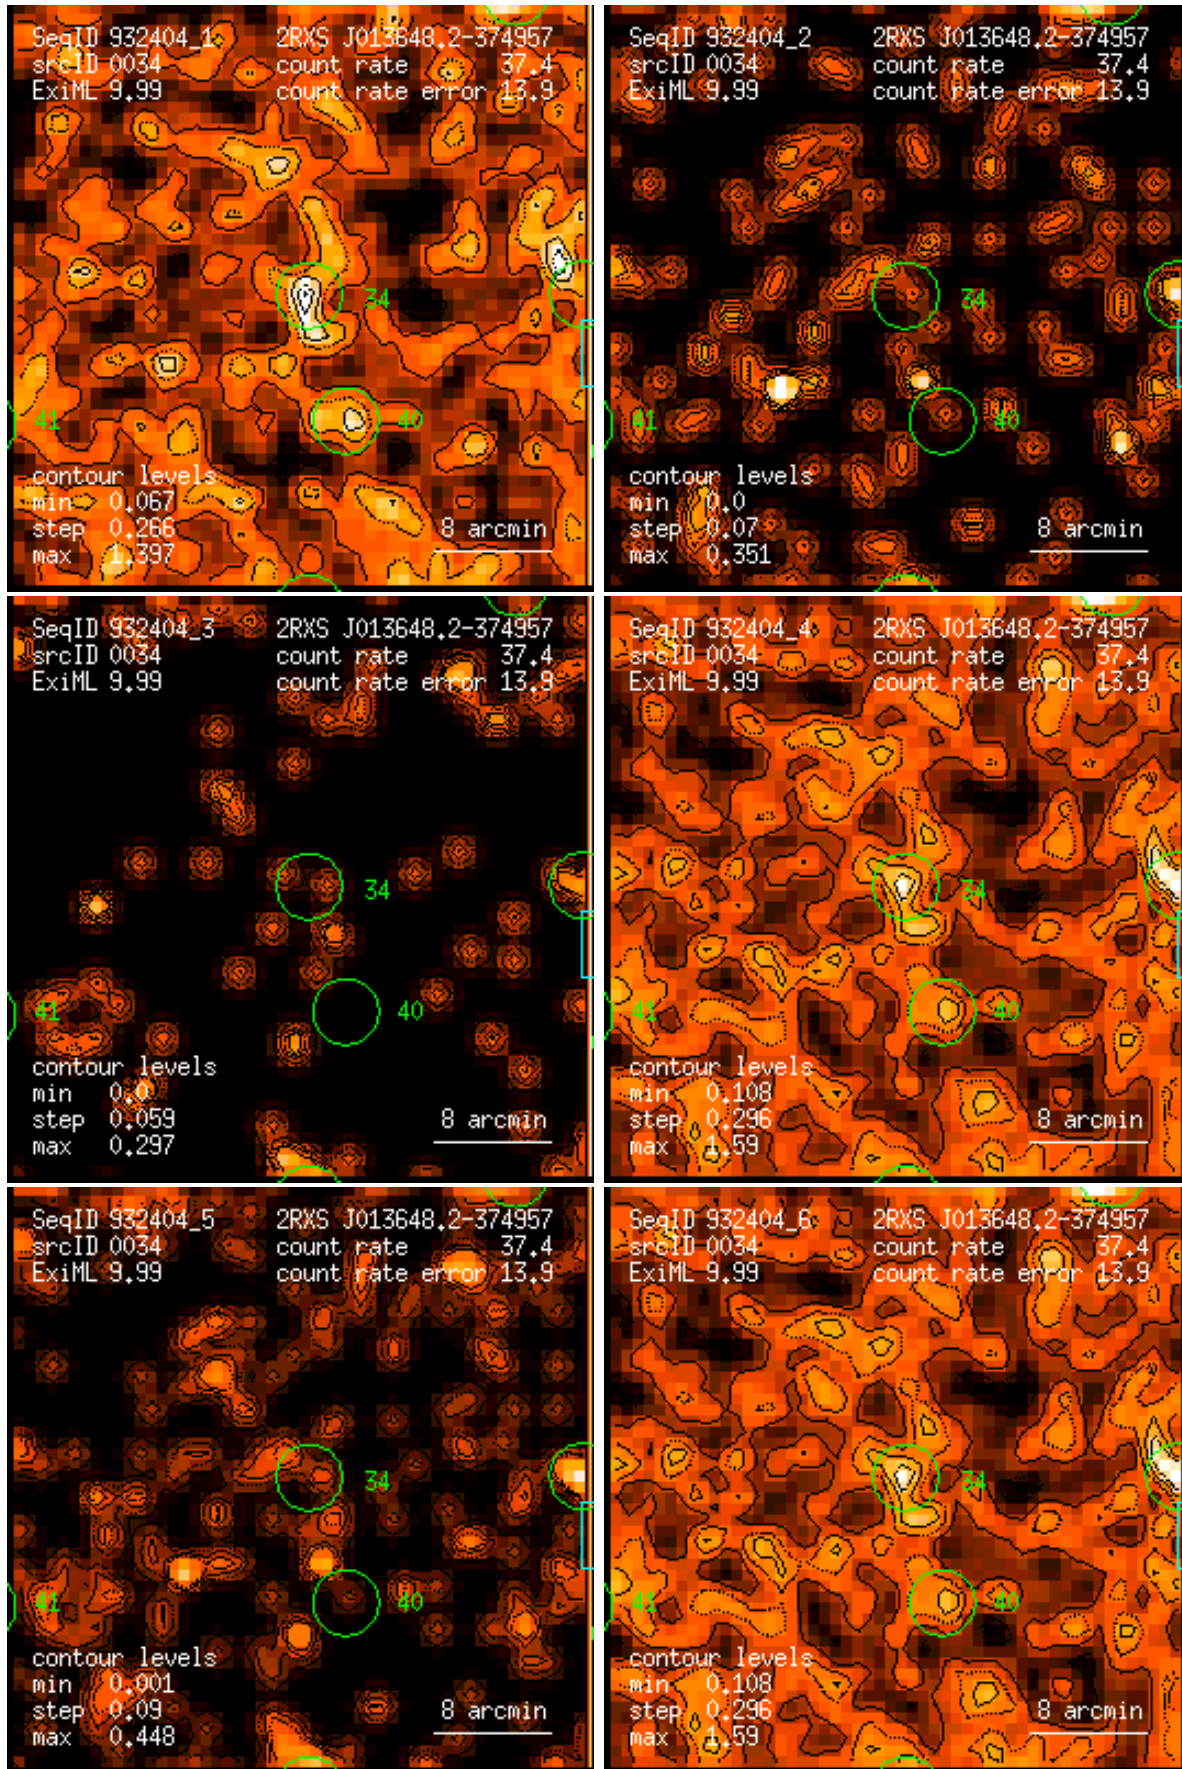 SeqID 932404_1 2RXS J013648.2-374957
srcID 0034 count rate 37.4
ExiML 9.99 count rate error 13.9
34
41 40
contour levels
min 0.067
step 0.266 8 arcmin
max 1.397
SeqID 932404_2 2RXS J013648.2-374957
srcID 0034 count rate 37.4
ExiML 9.99 count rate error 13.9
34
41 40
contour levels
min 0.0
step 0.07 8 arcmin
max 0.351
SeqID 932404_3 2RXS J013648.2-374957
srcID 0034 count rate 37.4
ExiML 9.99 count rate error 13.9
34
41 40
contour levels
min 0.0
step 0.059 8 arcmin
max 0.297
SeqID 932404_4 2RXS J013648.2-374957
srcID 0034 count rate 37.4
ExiML 9.99 count rate error 13.9
34
41 40
contour levels
min 0.108
step 0.296 8 arcmin
max 1.59
SeqID 932404_5 2RXS J013648.2-374957
srcID 0034 count rate 37.4
ExiML 9.99 count rate error 13.9
34
41 40
contour levels
min 0.001
step 0.09 8 arcmin
max 0.448
SeqID 932404_6 2RXS J013648.2-374957
srcID 0034 count rate 37.4
ExiML 9.99 count rate error 13.9
34
41 40
contour levels
min 0.108
step 0.296 8 arcmin
max 1.59